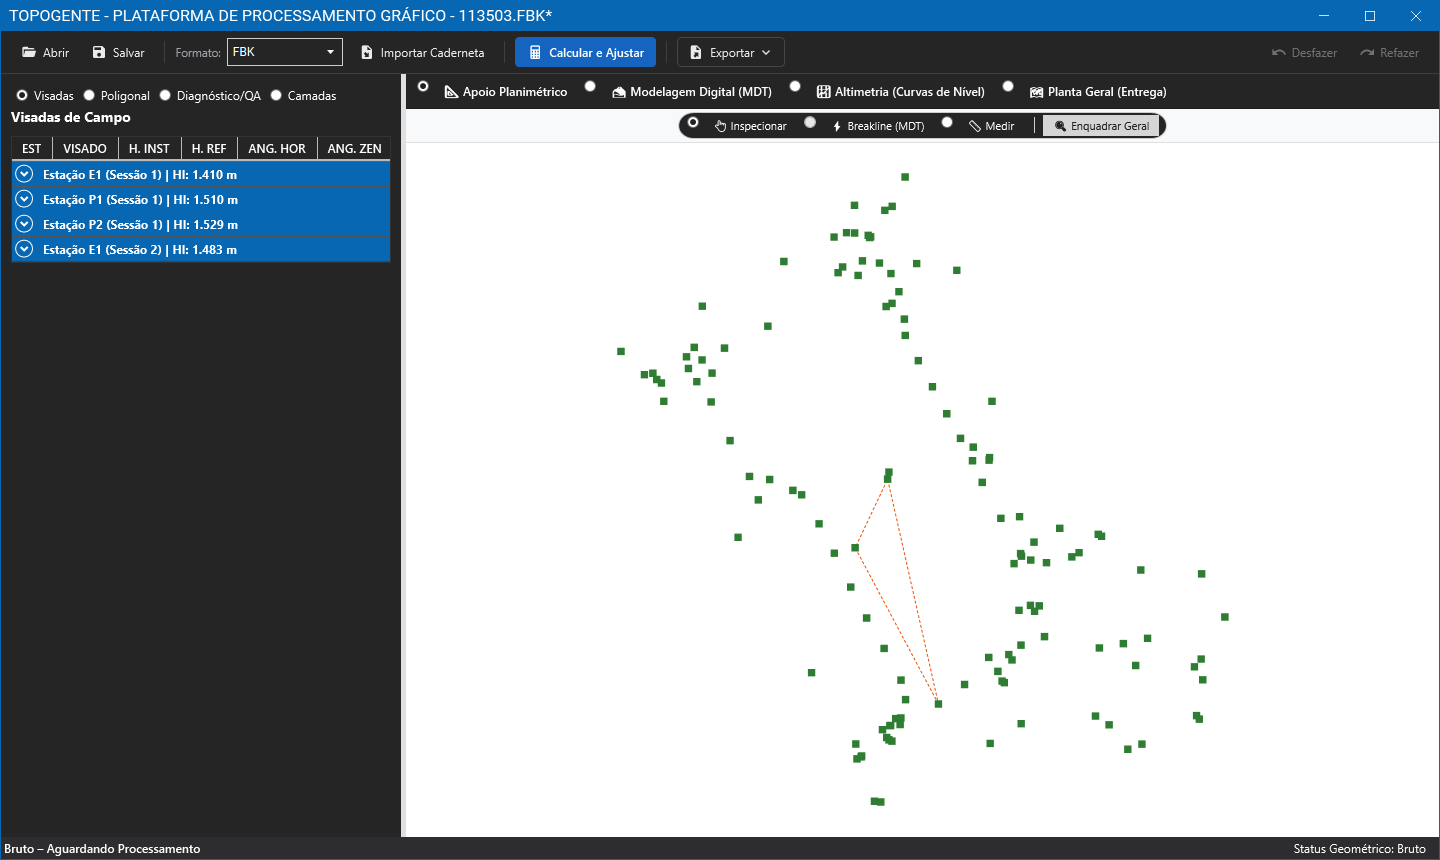 TOPOGENTE - PLATAFORMA DE PROCESSAMENTO GRÁFICO - 113503.FBK*
Abrir Salvar Formato: FBK Importar Caderneta Calcular e Ajustar Exportar Desfazer Refazer
Visadas Poligonal Diagnóstico/QA Camadas
Visadas de Campo
EST VISADO H. INST H. REF ANG. HOR ANG. ZEN
Estação E1 (Sessão 1) | HI: 1.410 m
Estação P1 (Sessão 1) | HI: 1.510 m
Estação P2 (Sessão 1) | HI: 1.529 m
Estação E1 (Sessão 2) | HI: 1.483 m
Apoio Planimétrico Modelagem Digital (MDT) Altimetria (Curvas de Nível) Planta Geral (Entrega)
Inspecionar Breakline (MDT) Medir Enquadrar Geral
Bruto – Aguardando Processamento
Status Geométrico: Bruto